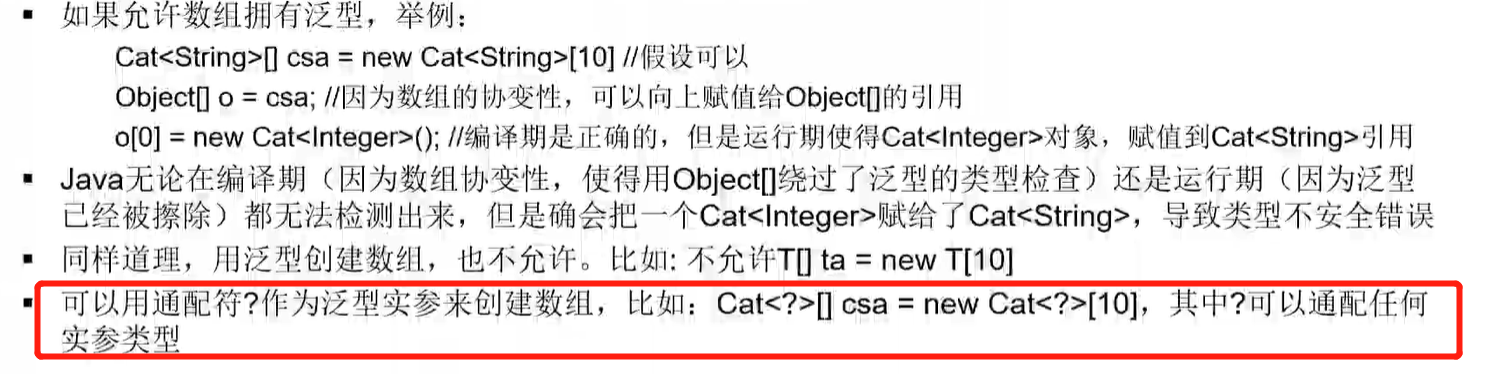 ▪ 如果允许数组拥有泛型，举例：
Cat<String>[] csa = new Cat<String>[10] //假设可以
Object[] o = csa; //因为数组的协变性，可以向上赋值给Object[]的引用
o[0] = new Cat<Integer>(); //编译期是正确的，但是运行期使得Cat<Integer>对象，赋值到Cat<String>引用
▪ Java无论在编译期（因为数组协变性，使得用Object[]绕过了泛型的类型检查）还是运行期（因为泛型
已经被擦除）都无法检测出来，但是确会把一个Cat<Integer>赋给了Cat<String>，导致类型不安全错误
▪ 同样道理，用泛型创建数组，也不允许。比如: 不允许T[] ta = new T[10]
▪ 可以用通配符?作为泛型实参来创建数组，比如：Cat<?>[] csa = new Cat<?>[10]，其中?可以通配任何
实参类型